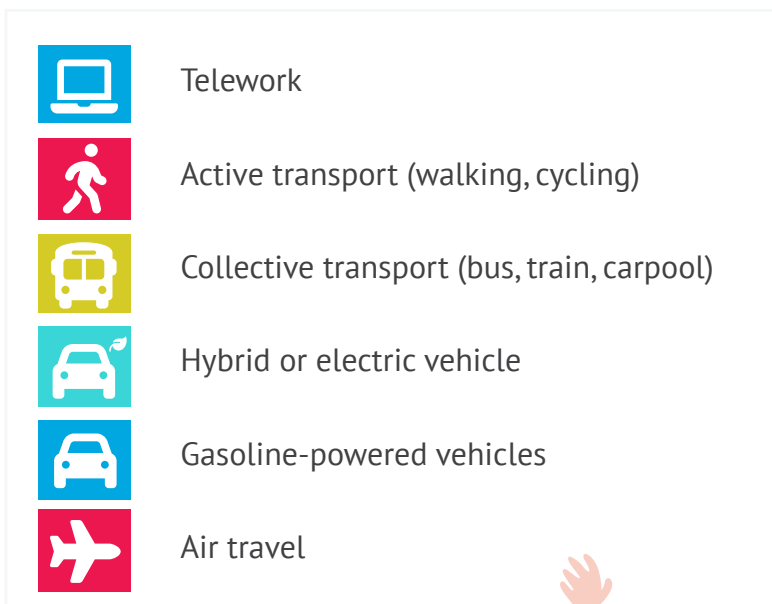 Telework
Active transport (walking, cycling)
Collective transport (bus, train, carpool)
Hybrid or electric vehicle
Gasoline-powered vehicles
Air travel